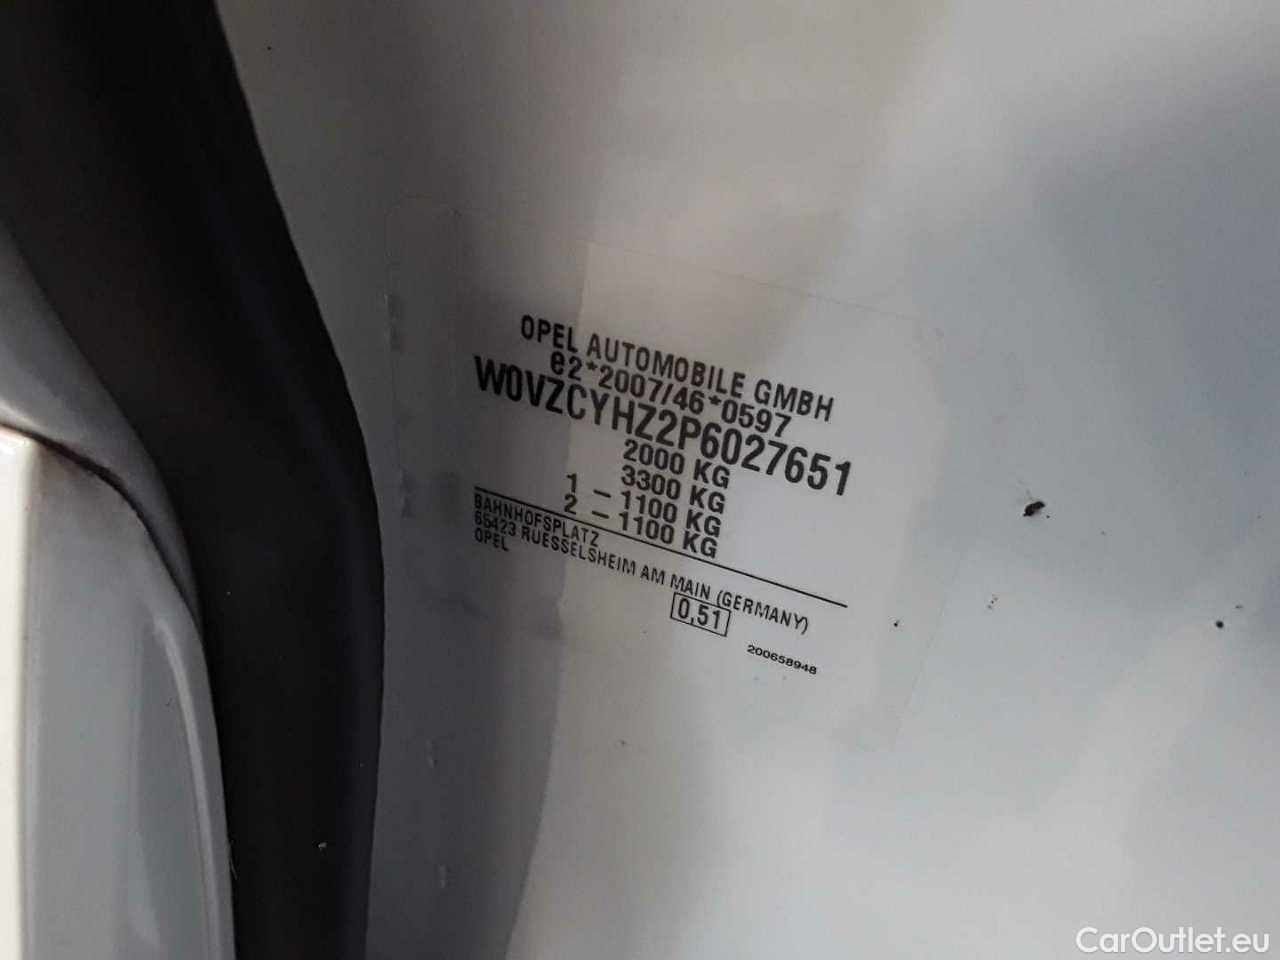 OPEL AUTOMOBILE GMBH
e2*2007/46*0597
W0VZCYHZ2P6027651
2000 KG
3300 KG
1 - 1100 KG
2 - 1100 KG
BAHNHOFSPLATZ
65423 RUESSELSHEIM AM MAIN (GERMANY)
OPEL
0,51
200658948
CarOutlet.eu